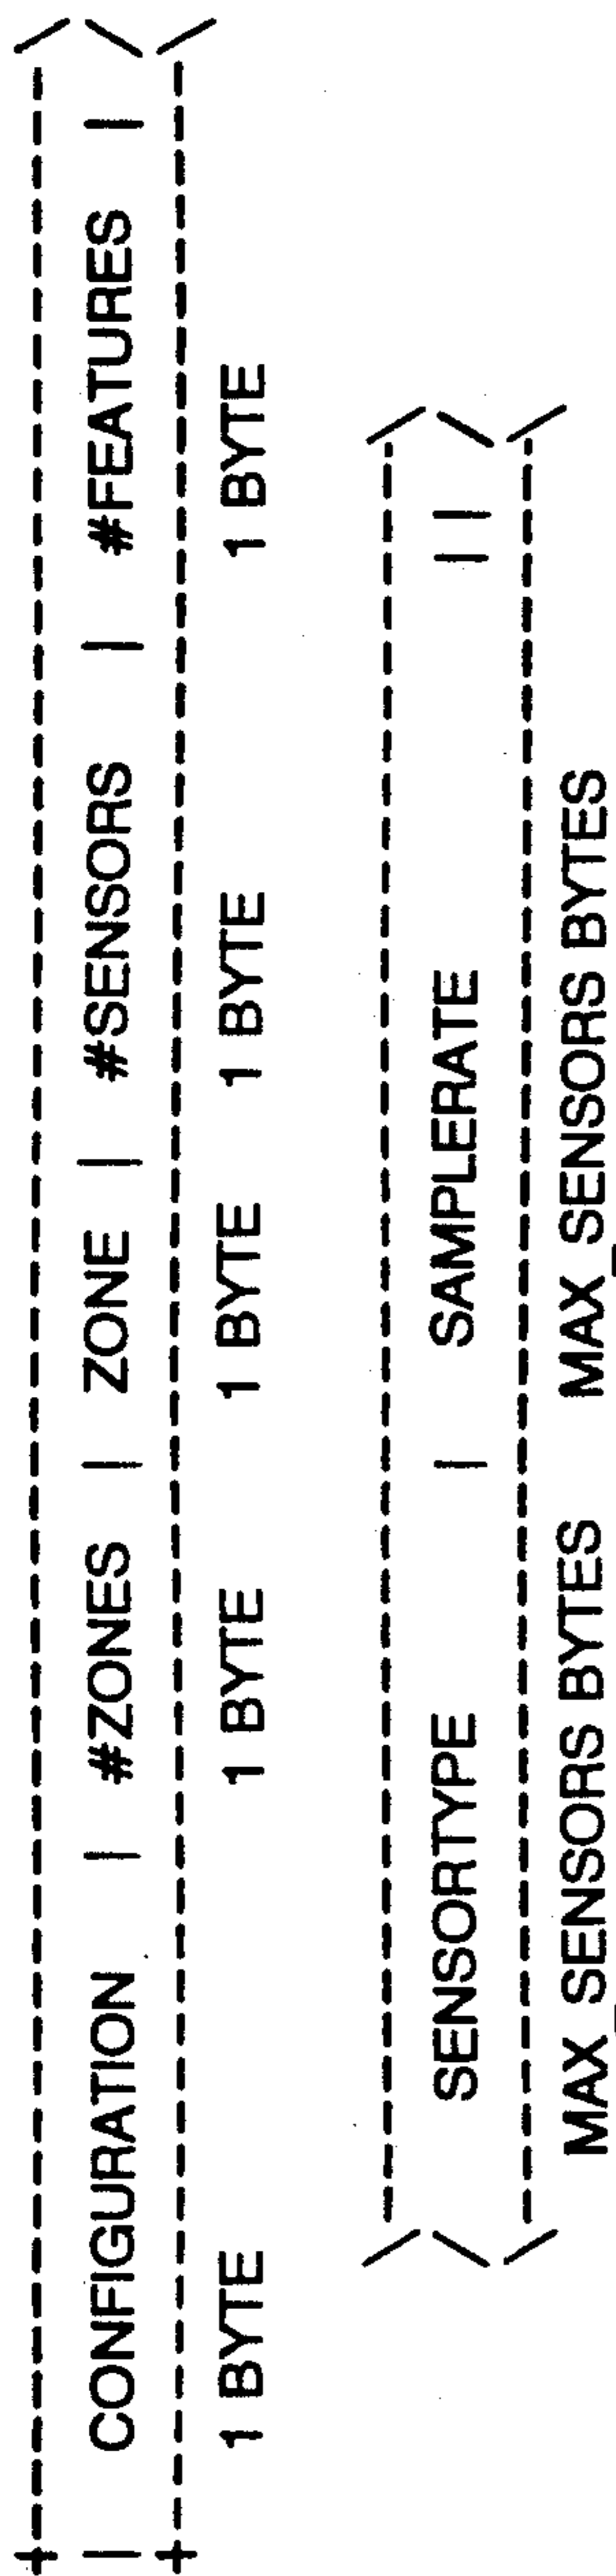 | CONFIGURATION | #ZONES | ZONE | #SENSORS | #FEATURES |
1 BYTE 1 BYTE 1 BYTE 1 BYTE 1 BYTE
SENSORTYPE | SAMPLERATE ||
MAX_SENSORS BYTES MAX_SENSORS BYTES